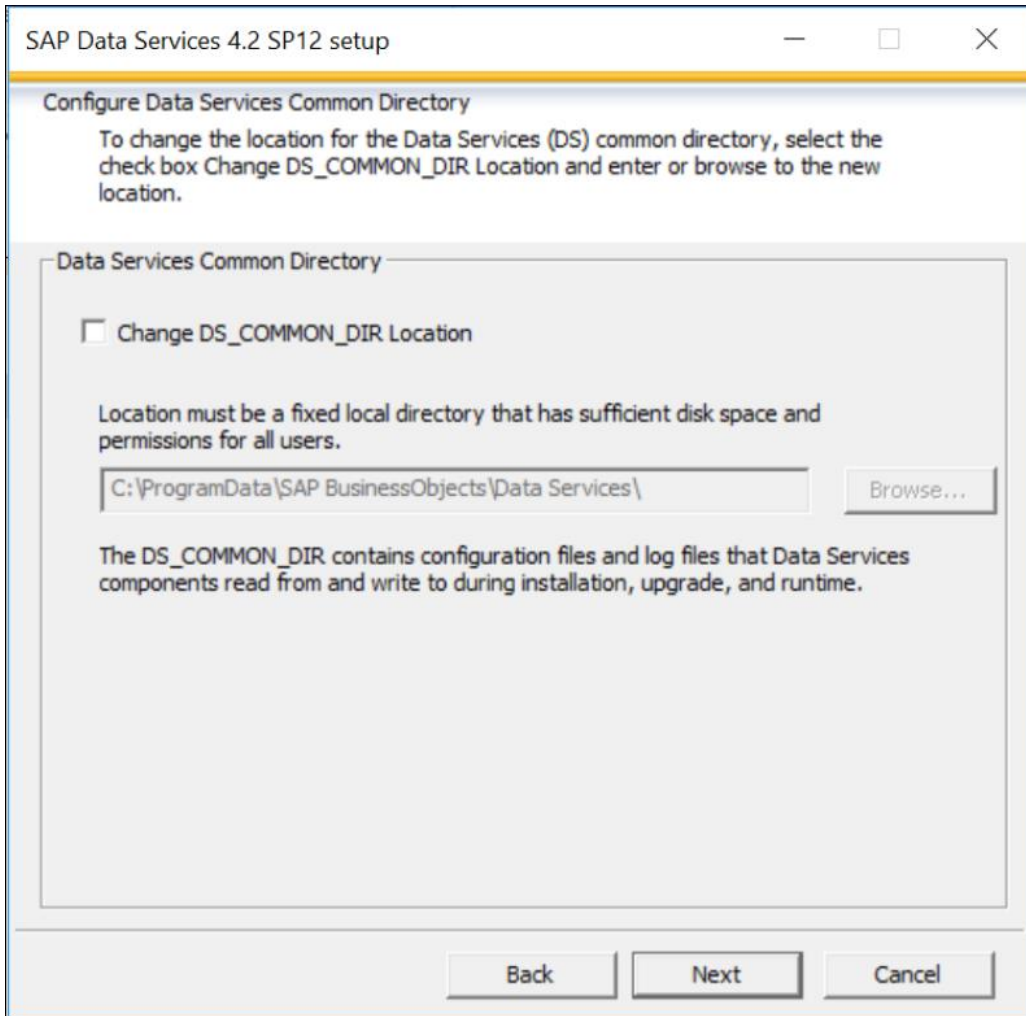 SAP Data Services 4.2 SP12 setup
Configure Data Services Common Directory
To change the location for the Data Services (DS) common directory, select the
check box Change DS_COMMON_DIR Location and enter or browse to the new
location.
Data Services Common Directory
Change DS_COMMON_DIR Location
Location must be a fixed local directory that has sufficient disk space and
permissions for all users.
C:\ProgramData\SAP BusinessObjects\Data Services\
Browse...
The DS_COMMON_DIR contains configuration files and log files that Data Services
components read from and write to during installation, upgrade, and runtime.
Back
Next
Cancel